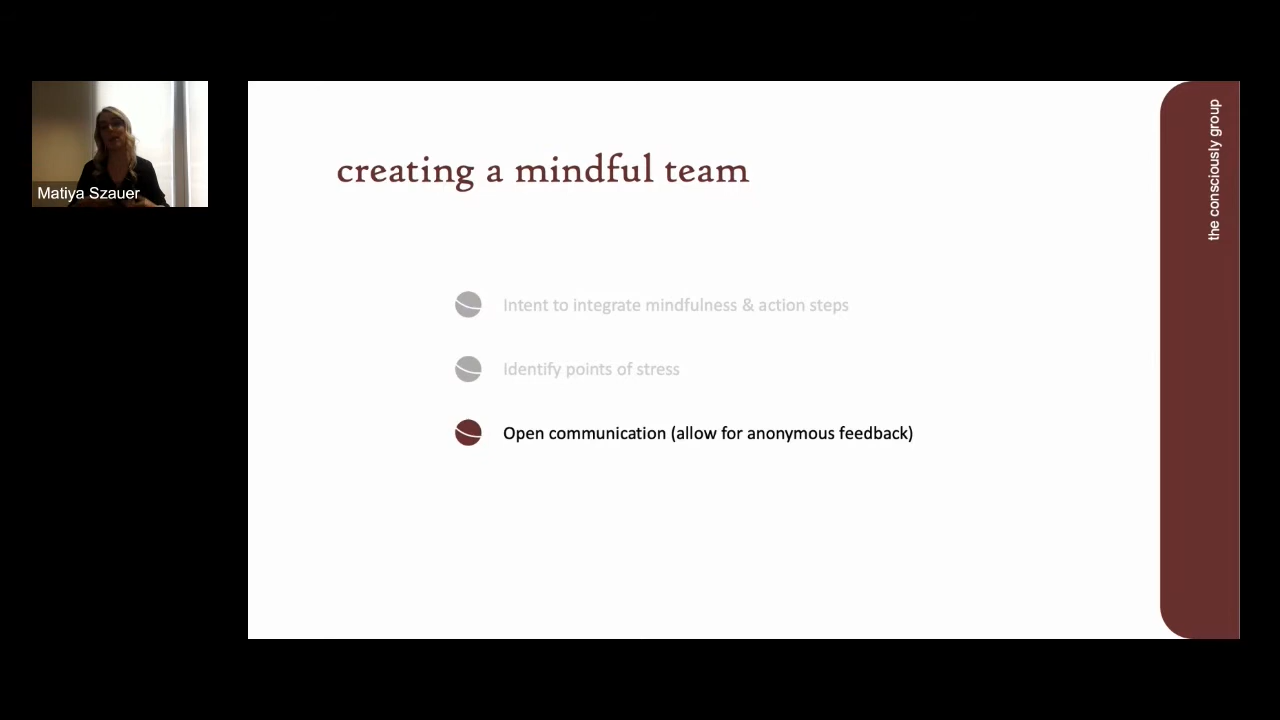 Matiya Szauer
creating a mindful team
Intent to integrate mindfulness & action steps
Identify points of stress
Open communication (allow for anonymous feedback)
the consciously group